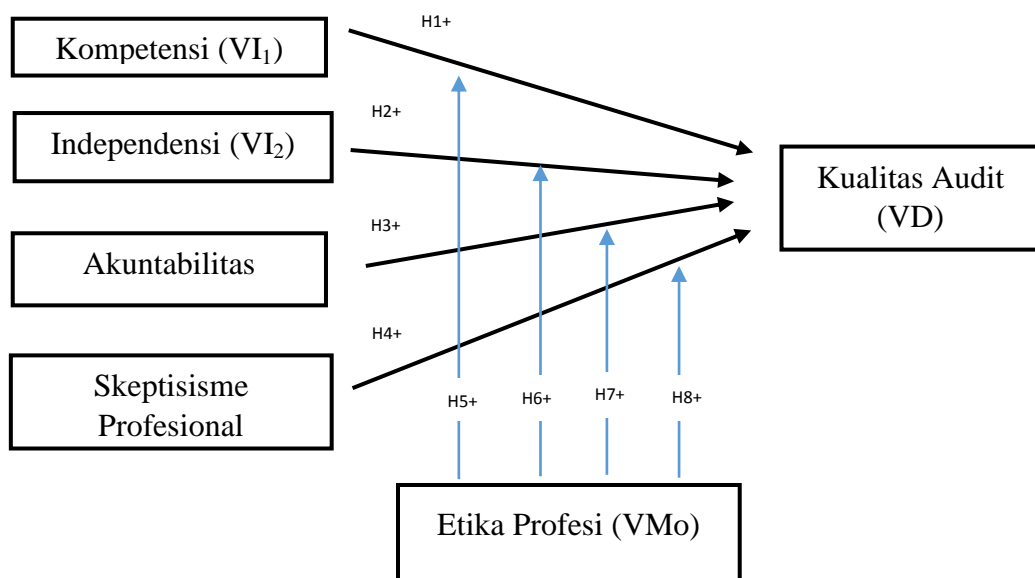 Kompetensi (VI₁)
H1+
Independensi (VI₂)
H2+
Akuntabilitas
H3+
Skeptisisme
Profesional
H4+
Kualitas Audit
(VD)
H5+
H6+
H7+
H8+
Etika Profesi (VMo)